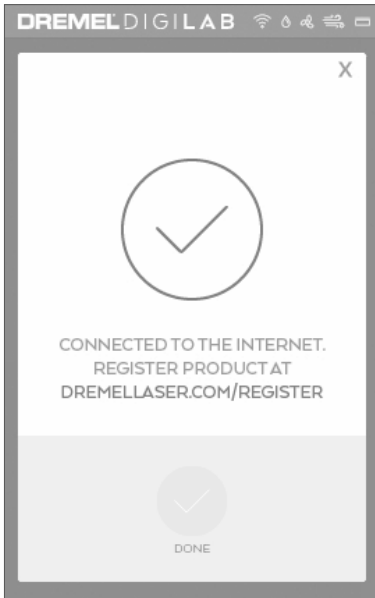 DREMEL DIGILAB
X
CONNECTED TO THE INTERNET.
REGISTER PRODUCT AT
DREMELLASER.COM/REGISTER
DONE